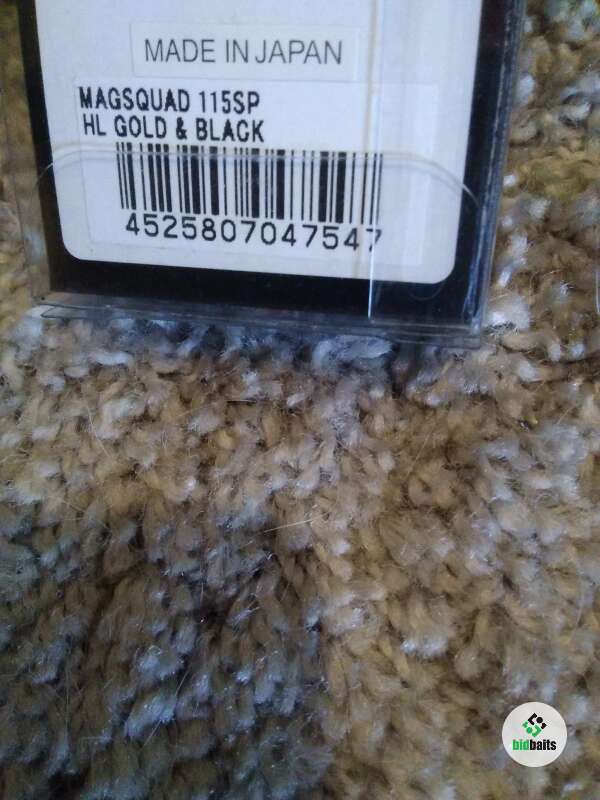 MADE IN JAPAN
MAGSQUAD 115SP
HL GOLD & BLACK
4525807047547
bidbaits